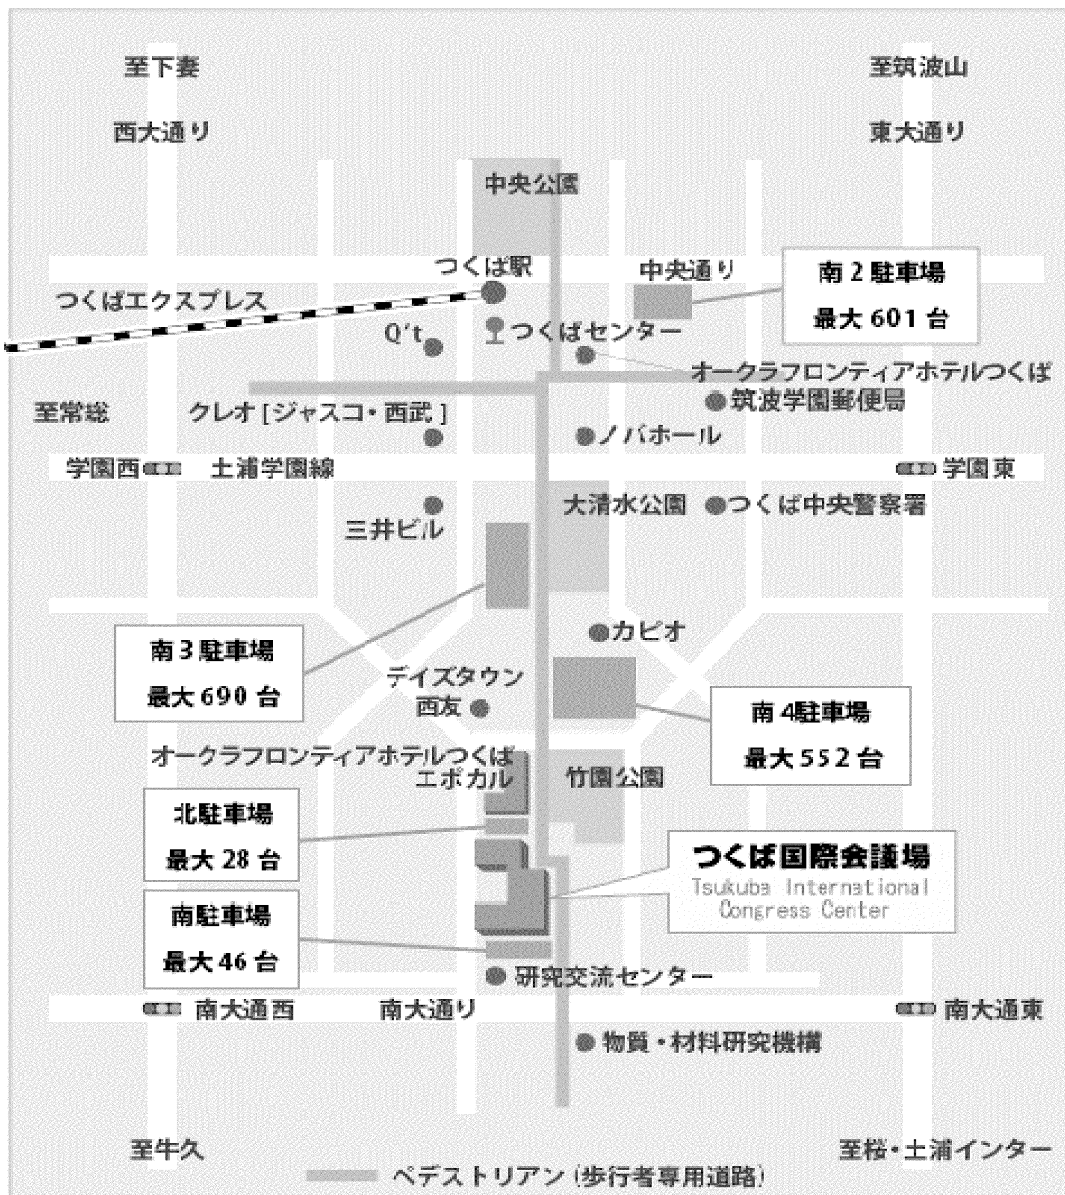 至下妻
至筑波山
西大通り
東大通り
中央公園
つくば駅
中央通り
南2駐車場
最大601台
つくばエクスプレス
Q't
つくばセンター
オークラフロンティアホテルつくば
至常総
クレオ [ジャスコ・西武]
筑波学園郵便局
ノバホール
学園西
土浦学園線
学園東
三井ビル
大清水公園
つくば中央警察署
南3駐車場
最大690台
カピオ
デイズタウン
西友
南4駐車場
最大552台
オークラフロンティアホテルつくば
エポカル
竹園公園
北駐車場
最大28台
つくば国際会議場
Tsukuba International
Congress Center
南駐車場
最大46台
研究交流センター
南大通西
南大通り
南大通東
物質・材料研究機構
至牛久
至桜・土浦インター
ペデストリアン (歩行者専用道路)